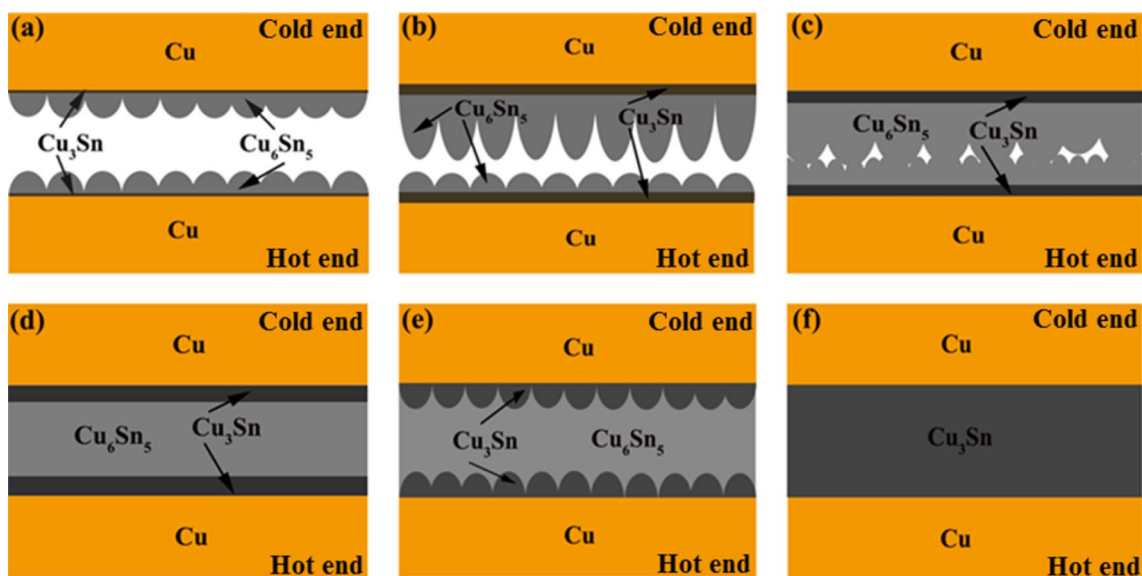 (a) Cold end
Cu
Cu₃Sn Cu₆Sn₅
Cu
Hot end
(b) Cold end
Cu
Cu₆Sn₅ Cu₃Sn
Cu
Hot end
(c) Cold end
Cu
Cu₆Sn₅ Cu₃Sn
Cu
Hot end
(d) Cold end
Cu
Cu₆Sn₅ Cu₃Sn
Cu
Hot end
(e) Cold end
Cu
Cu₃Sn Cu₆Sn₅
Cu
Hot end
(f) Cold end
Cu
Cu₃Sn
Cu
Hot end